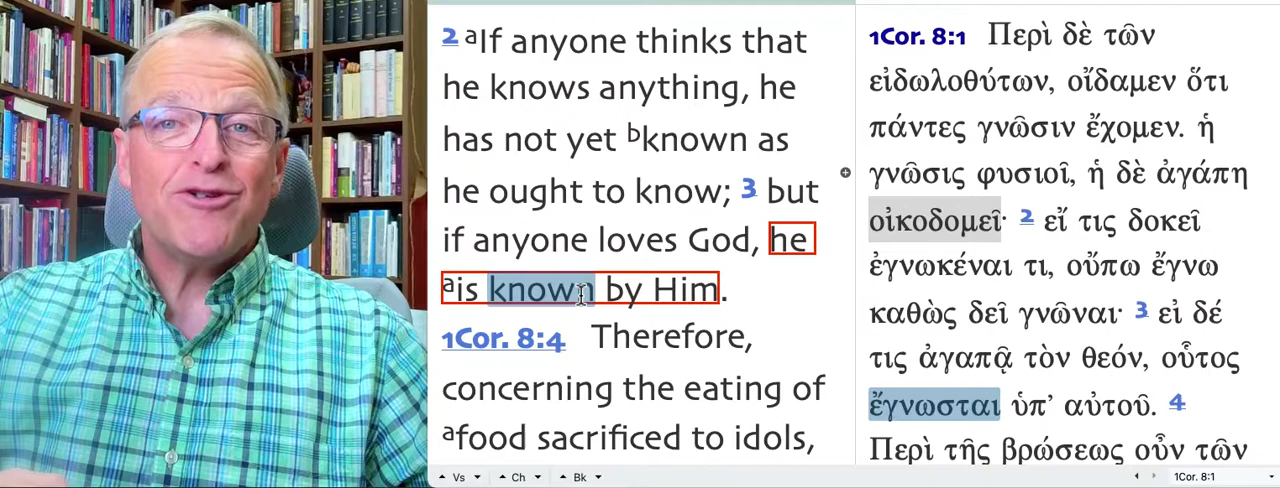 2 aIf anyone thinks that
he knows anything, he
has not yet bknown as
he ought to know; 3 but
if anyone loves God, he
ais known by Him.
1Cor. 8:4 Therefore,
concerning the eating of
afood sacrificed to idols,
Vs Ch Bk
1Cor. 8:1 Περὶ δὲ τῶν
εἰδωλοθύτων, οἴδαμεν ὅτι
πάντες γνῶσιν ἔχομεν. ἡ
γνῶσις φυσιοῖ, ἡ δὲ ἀγάπη
οἰκοδομεῖ· 2 εἴ τις δοκεῖ
ἐγνωκέναι τι, οὔπω ἔγνω
καθὼς δεῖ γνῶναι· 3 εἰ δέ
τις ἀγαπᾷ τὸν θεόν, οὗτος
ἔγνωσται ὑπ’ αὐτοῦ. 4
Περὶ τῆς βρώσεως οὖν τῶν
1Cor. 8:1